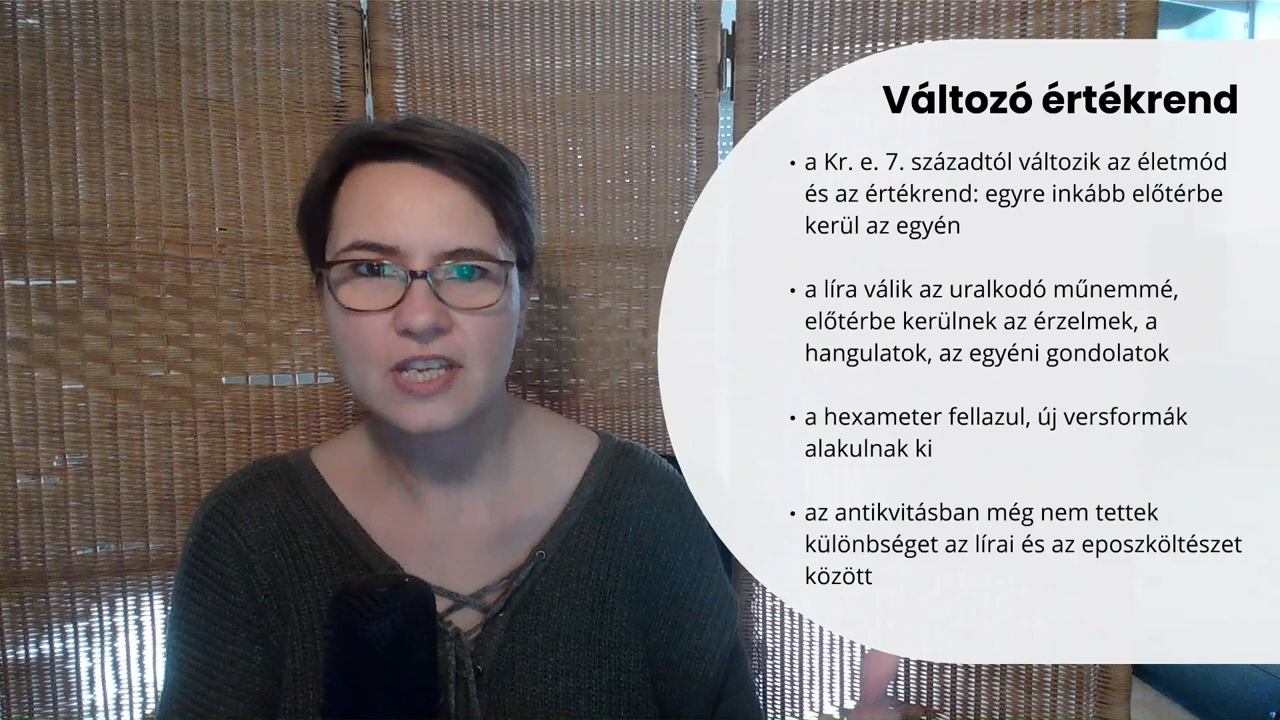 Változó értékrend
• a Kr. e. 7. századtól változik az életmód
és az értékrend: egyre inkább előtérbe
kerül az egyén
• a líra válik az uralkodó műnemmé,
előtérbe kerülnek az érzelmek, a
hangulatok, az egyéni gondolatok
• a hexameter fellazul, új versformák
alakulnak ki
• az antikvitásban még nem tettek
különbséget az lírai és az eposzköltészet
között